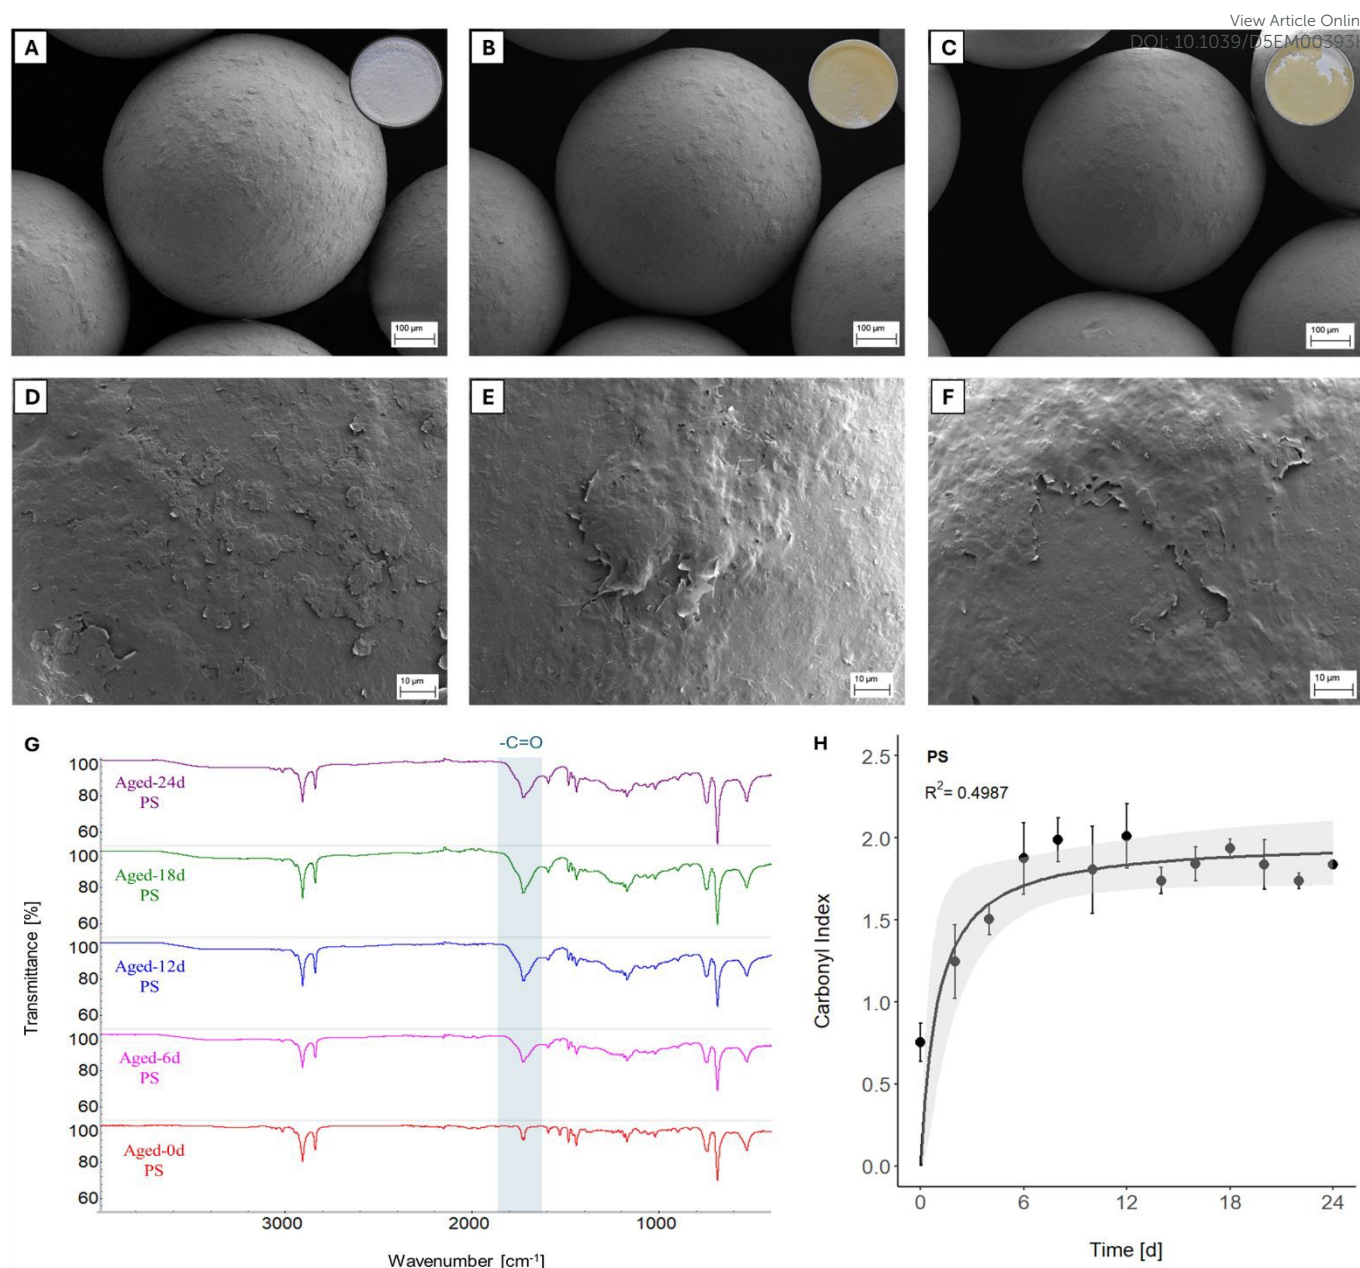 View Article Onlin
DOI: 10.1039/D5EM00393
A
B
C
100 µm
100 µm
100 µm
D
E
F
10 µm
10 µm
10 µm
G
-C=O
100
80
60
Aged-24d
PS
100
80
60
Aged-18d
PS
100
80
60
Aged-12d
PS
100
80
60
Aged-6d
PS
100
80
60
Aged-0d
PS
Transmittance [%]
3000
2000
1000
Wavenumber [cm⁻¹]
H
PS
R²= 0.4987
2.5
2.0
1.5
1.0
0.5
0.0
Carbonyl Index
0
6
12
18
24
Time [d]